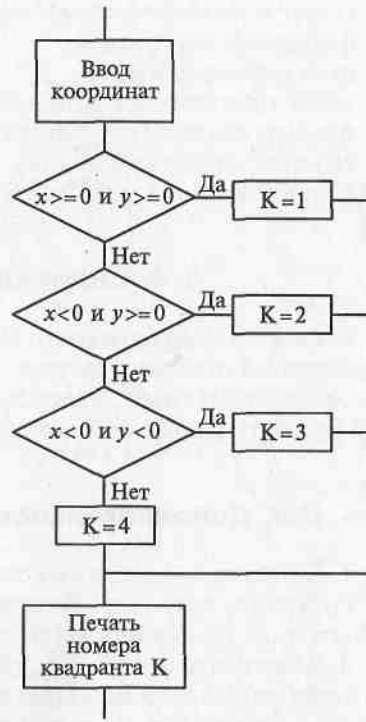 Ввод
координат
x>=0 и y>=0
Да
K=1
Нет
x<0 и y>=0
Да
K=2
Нет
x<0 и y<0
Да
K=3
Нет
K=4
Печать
номера
квадранта K